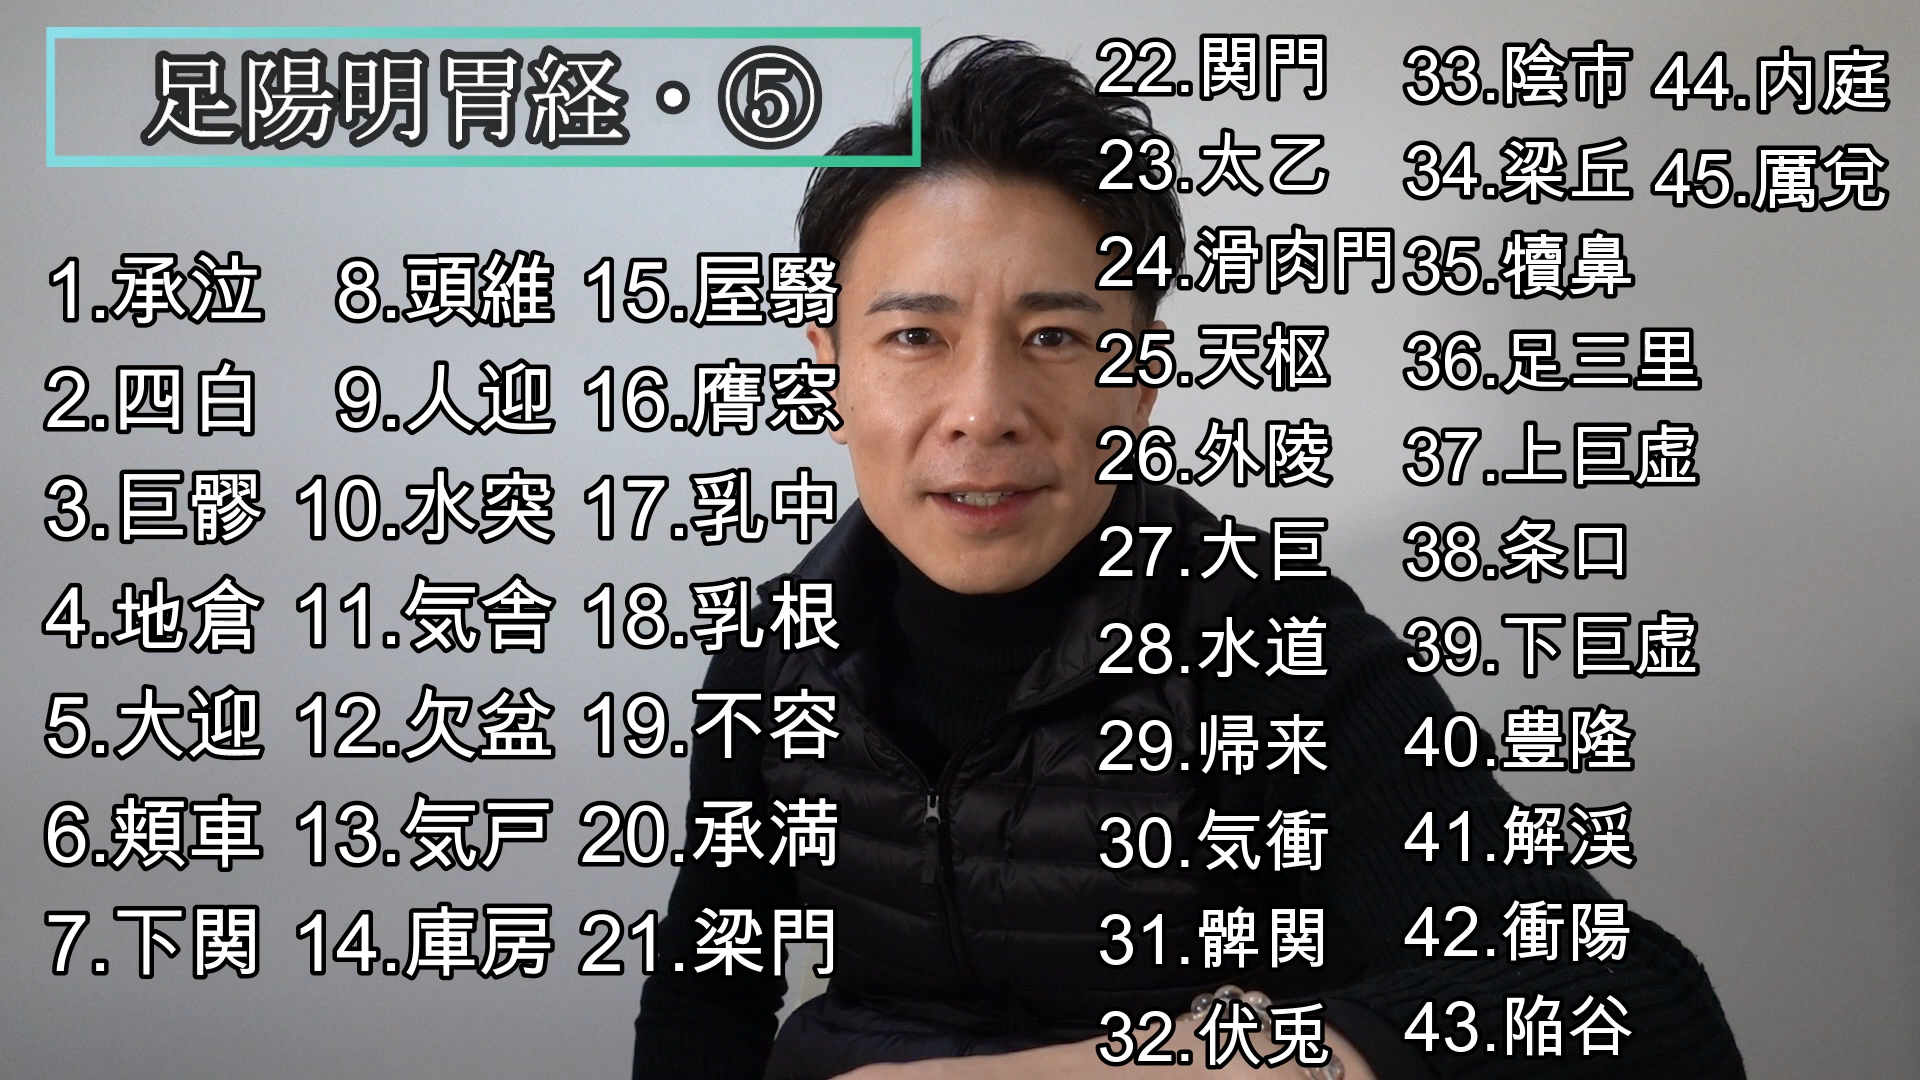 足陽明胃経・⑤
1.承泣
2.四白
3.巨髎
4.地倉
5.大迎
6.頬車
7.下関
8.頭維
9.人迎
10.水突
11.気舎
12.欠盆
13.気戸
14.庫房
15.屋翳
16.膺窓
17.乳中
18.乳根
19.不容
20.承満
21.梁門
22.関門
23.太乙
24.滑肉門
25.天枢
26.外陵
27.大巨
28.水道
29.帰来
30.気衝
31.髀関
32.伏兎
33.陰市
34.梁丘
35.犢鼻
36.足三里
37.上巨虚
38.条口
39.下巨虚
40.豊隆
41.解渓
42.衝陽
43.陥谷
44.内庭
45.厲兌